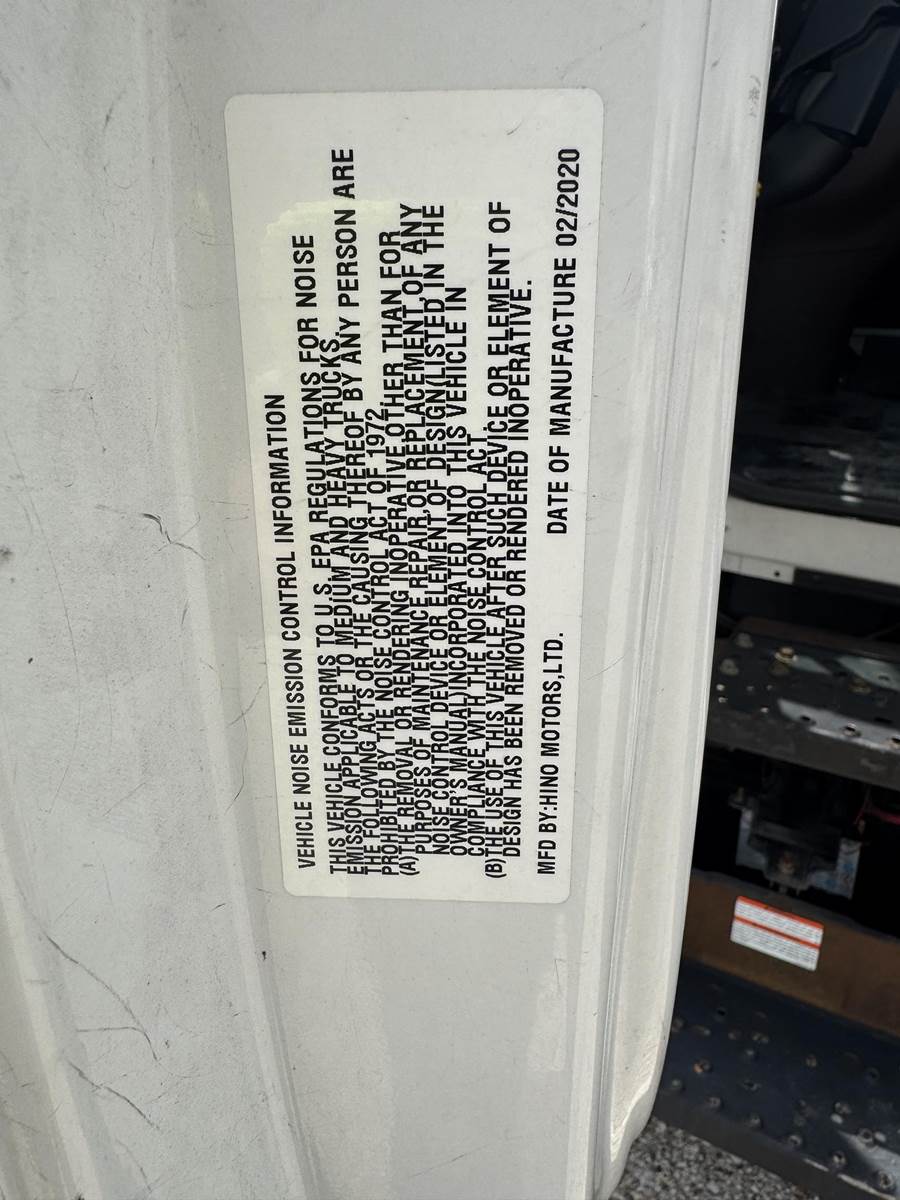 VEHICLE NOISE EMISSION CONTROL INFORMATION
THIS VEHICLE CONFORMS TO U.S. EPA REGULATIONS FOR NOISE
EMISSION APPLICABLE TO MEDIUM AND HEAVY TRUCKS.
THE FOLLOWING ACTS OR THE CAUSING THEREOF BY ANY PERSON ARE
PROHIBITED BY THE NOISE CONTROL ACT OF 1972.
(A) THE REMOVAL OR RENDERING INOPERATIVE OTHER THAN FOR
PURPOSES OF MAINTENANCE,REPAIR,OR REPLACEMENT,OF ANY
NOISE CONTROL DEVICE OR ELEMENT OF DESIGN(LISTED IN THE
OWNER'S MANUAL)INCORPORATED INTO THIS VEHICLE IN
COMPLIANCE WITH THE NOISE CONTROL ACT.
(B)THE USE OF THIS VEHICLE AFTER SUCH DEVICE OR ELEMENT OF
DESIGN HAS BEEN REMOVED OR RENDERED INOPERATIVE.
MFD BY:HINO MOTORS,LTD. DATE OF MANUFACTURE 02/2020